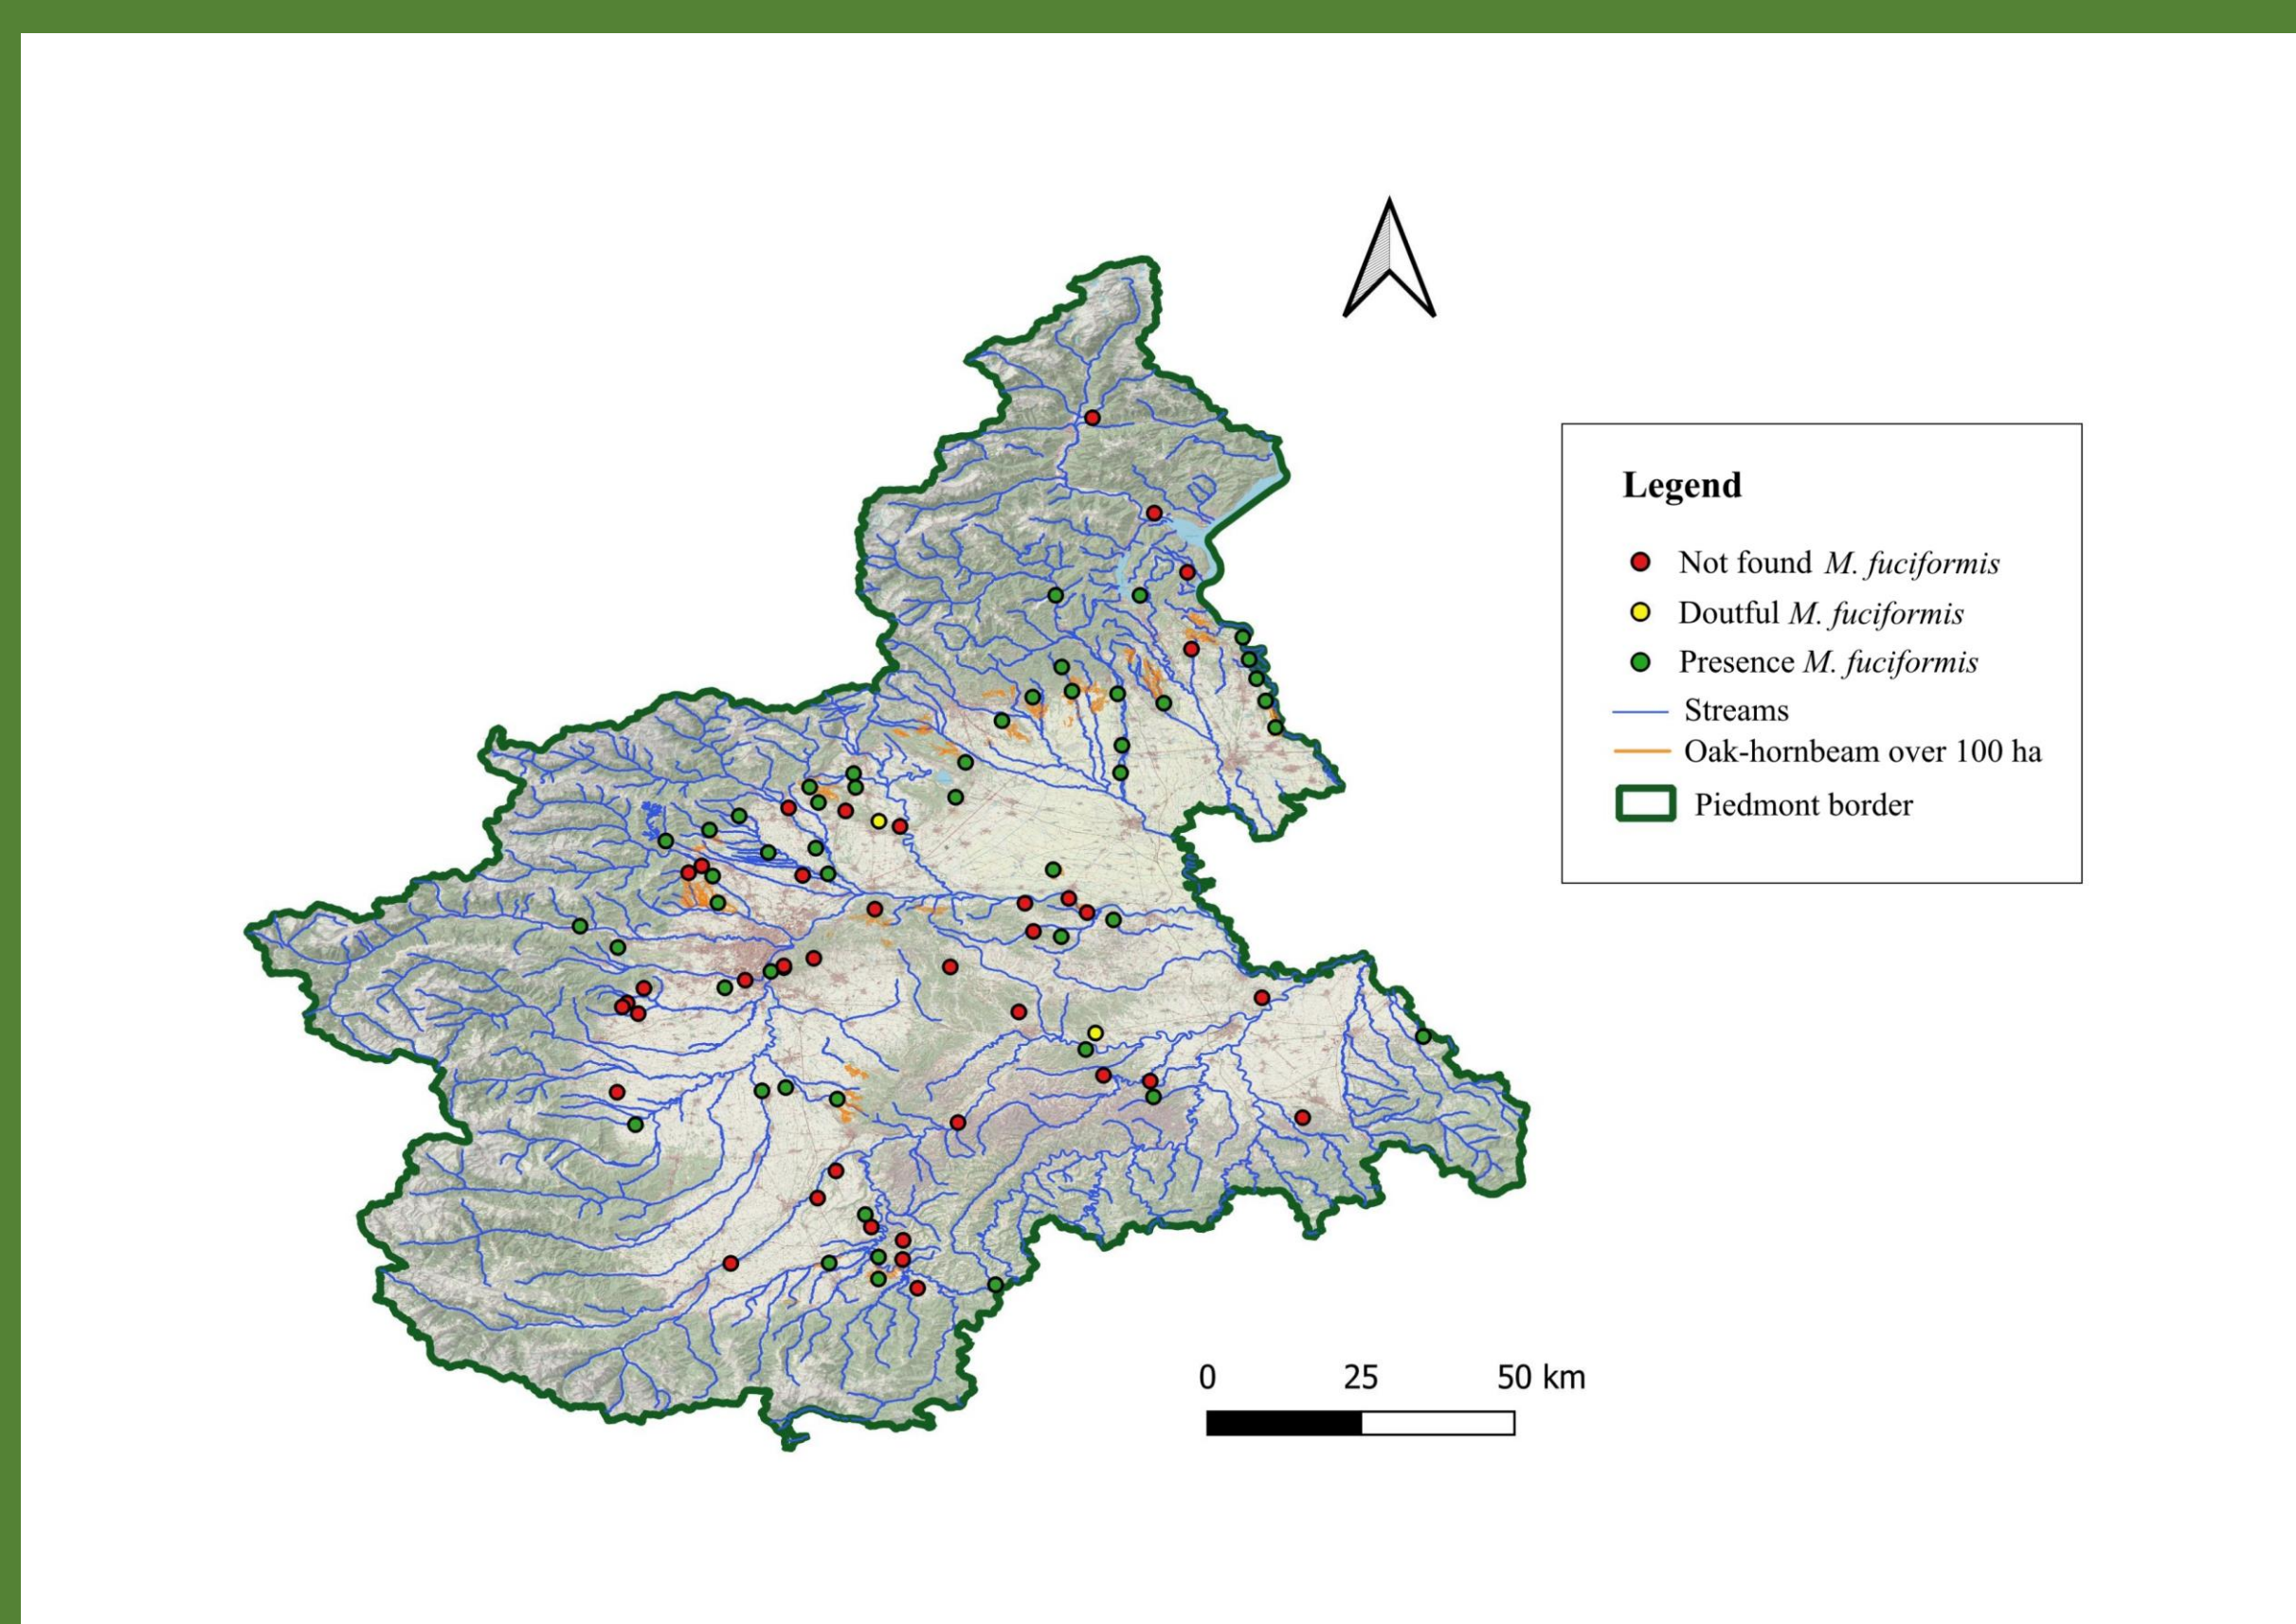 Legend
Not found M. fuciformis
Doutful M. fuciformis
Presence M. fuciformis
Streams
Oak-hornbeam over 100 ha
Piedmont border
0 25 50 km